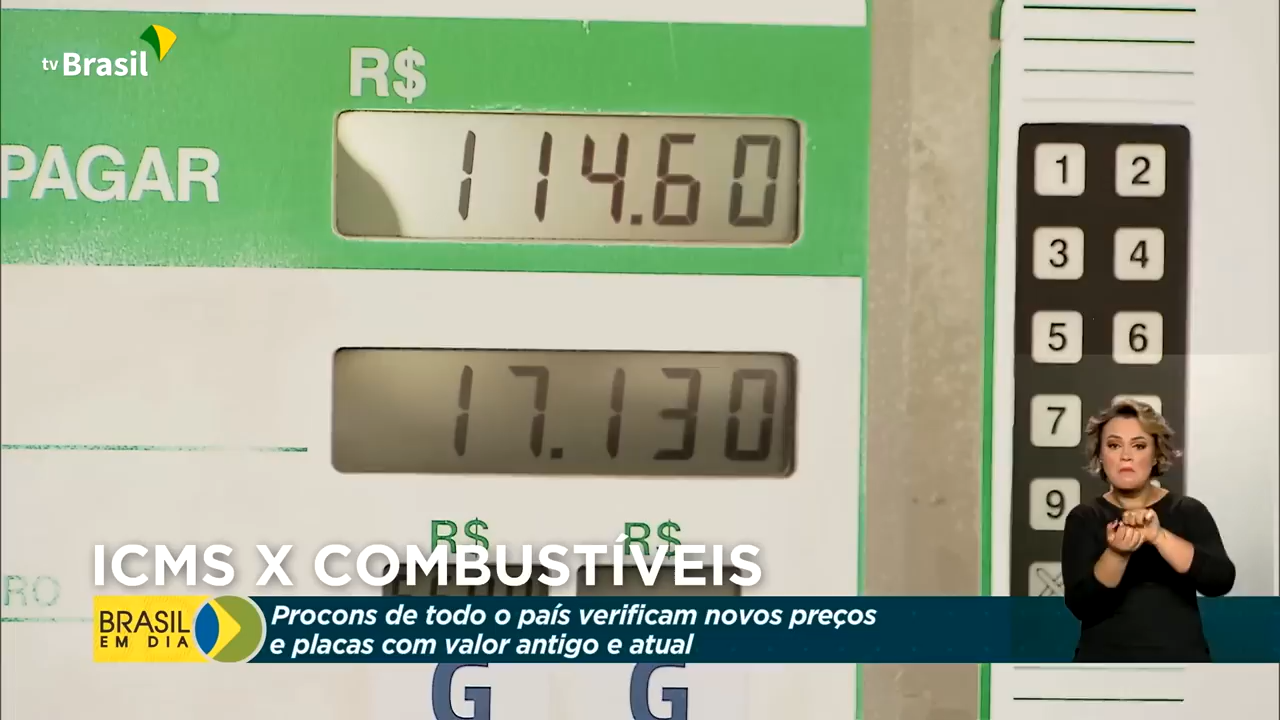 tv Brasil
R$
PAGAR
114.60
17.130
R$ R$
RO
1 2
3 4
5 6
7
9
ICMS X COMBUSTÍVEIS
BRASIL
EM DIA
Procons de todo o país verificam novos preços
e placas com valor antigo e atual
G G